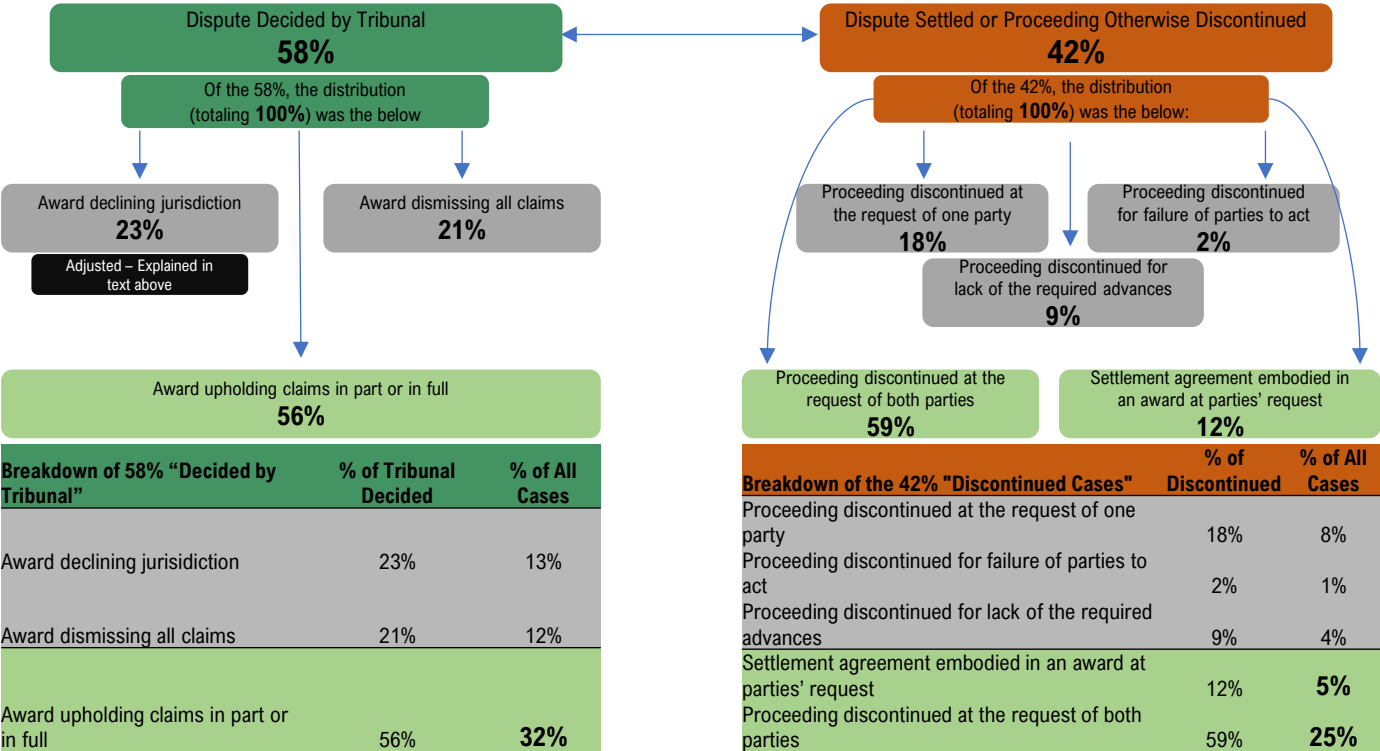 Dispute Decided by Tribunal
58%
Of the 58%, the distribution
(totaling 100%) was the below
Award declining jurisdiction
23%
Adjusted – Explained in
text above
Award dismissing all claims
21%
Award upholding claims in part or in full
56%
Breakdown of 58% “Decided by
Tribunal”
% of Tribunal
Decided
% of All
Cases
Award declining jurisidiction 23% 13%
Award dismissing all claims 21% 12%
Award upholding claims in part or
in full 56% 32%
Dispute Settled or Proceeding Otherwise Discontinued
42%
Of the 42%, the distribution
(totaling 100%) was the below:
Proceeding discontinued at
the request of one party
18%
Proceeding discontinued
for failure of parties to act
2%
Proceeding discontinued for
lack of the required advances
9%
Proceeding discontinued at the
request of both parties
59%
Settlement agreement embodied in
an award at parties’ request
12%
Breakdown of the 42% "Discontinued Cases"
% of
Discontinued
% of All
Cases
Proceeding discontinued at the request of one
party 18% 8%
Proceeding discontinued for failure of parties to
act 2% 1%
Proceeding discontinued for lack of the required
advances 9% 4%
Settlement agreement embodied in an award at
parties’ request 12% 5%
Proceeding discontinued at the request of both
parties 59% 25%